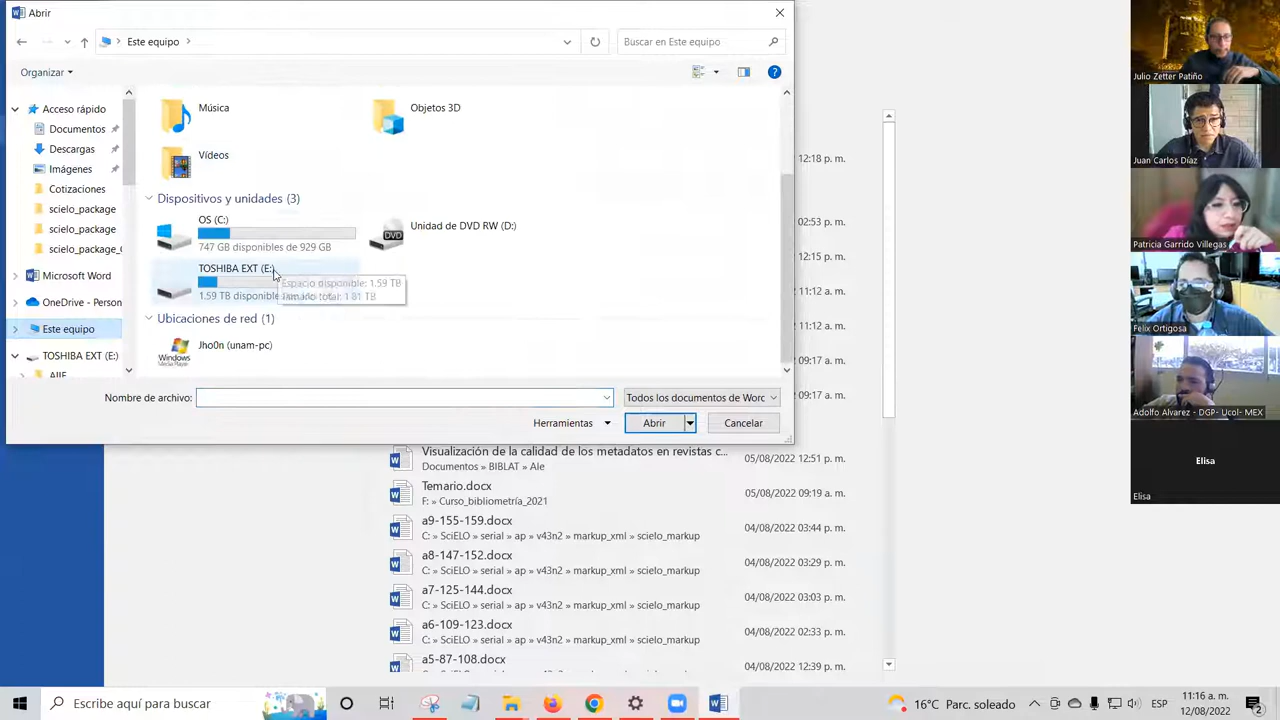 Abrir
Este equipo
Buscar en Este equipo
Organizar
Acceso rápido
Documentos
Descargas
Imágenes
Cotizaciones
scielo_package
scielo_package
scielo_package_
Microsoft Word
OneDrive - Personal
Este equipo
TOSHIBA EXT (E:)
Música
Objetos 3D
Vídeos
Dispositivos y unidades (3)
OS (C:)
747 GB disponibles de 929 GB
Unidad de DVD RW (D:)
TOSHIBA EXT (E:)
1.59 TB disponible
Espacio disponible: 1.59 TB
Tamaño total: 1.81 TB
Ubicaciones de red (1)
Jho0n (unam-pc)
Windows
Media Player
Nombre de archivo:
Todos los documentos de Word
Herramientas
Abrir
Cancelar
12:18 p. m.
02:53 p. m.
12:15 p. m.
11:12 a. m.
11:12 a. m.
09:17 a. m.
09:17 a. m.
Visualización de la calidad de los metadatos en revistas c...
05/08/2022 12:51 p. m.
Documentos » BIBLAT » Ale
Temario.docx
05/08/2022 09:19 a. m.
F: » Curso_bibliometría_2021
a9-155-159.docx
04/08/2022 03:44 p. m.
C: » SciELO » serial » ap » v43n2 » markup_xml » scielo_markup
a8-147-152.docx
04/08/2022 03:29 p. m.
C: » SciELO » serial » ap » v43n2 » markup_xml » scielo_markup
a7-125-144.docx
04/08/2022 03:03 p. m.
C: » SciELO » serial » ap » v43n2 » markup_xml » scielo_markup
a6-109-123.docx
04/08/2022 02:33 p. m.
C: » SciELO » serial » ap » v43n2 » markup_xml » scielo_markup
a5-87-108.docx
04/08/2022 12:39 p. m.
Julio Zetter Patiño
Juan Carlos Díaz
Patricia Garrido Villegas
Felix Ortigosa
Adolfo Alvarez - DGP- Ucol- MEX
Elisa
Elisa
Escribe aquí para buscar
16°C Parc. soleado
ESP
11:16 a. m.
12/08/2022
2